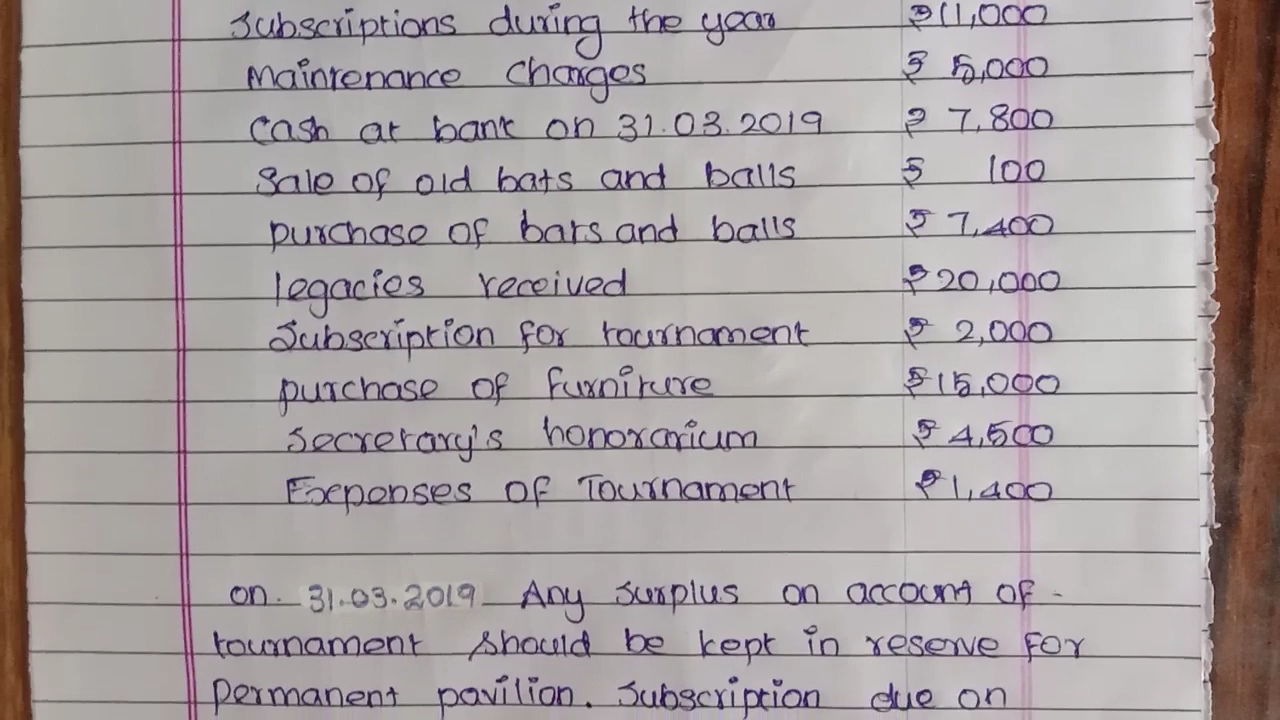 Subscriptions during the year ₹11,000
Maintenance Charges ₹ 5,000
Cash at bank on 31.03.2019 ₹ 7,800
Sale of old bats and balls ₹ 100
purchase of bats and balls ₹ 7,400
legacies received ₹20,000
Subscription for tournament ₹ 2,000
purchase of furniture ₹15,000
Secretary's honorarium ₹ 4,500
Expenses of Tournament ₹1,400
on. 31.03.2019 Any surplus on account of
tournament should be kept in reserve for
permanent pavilion. Subscription due on